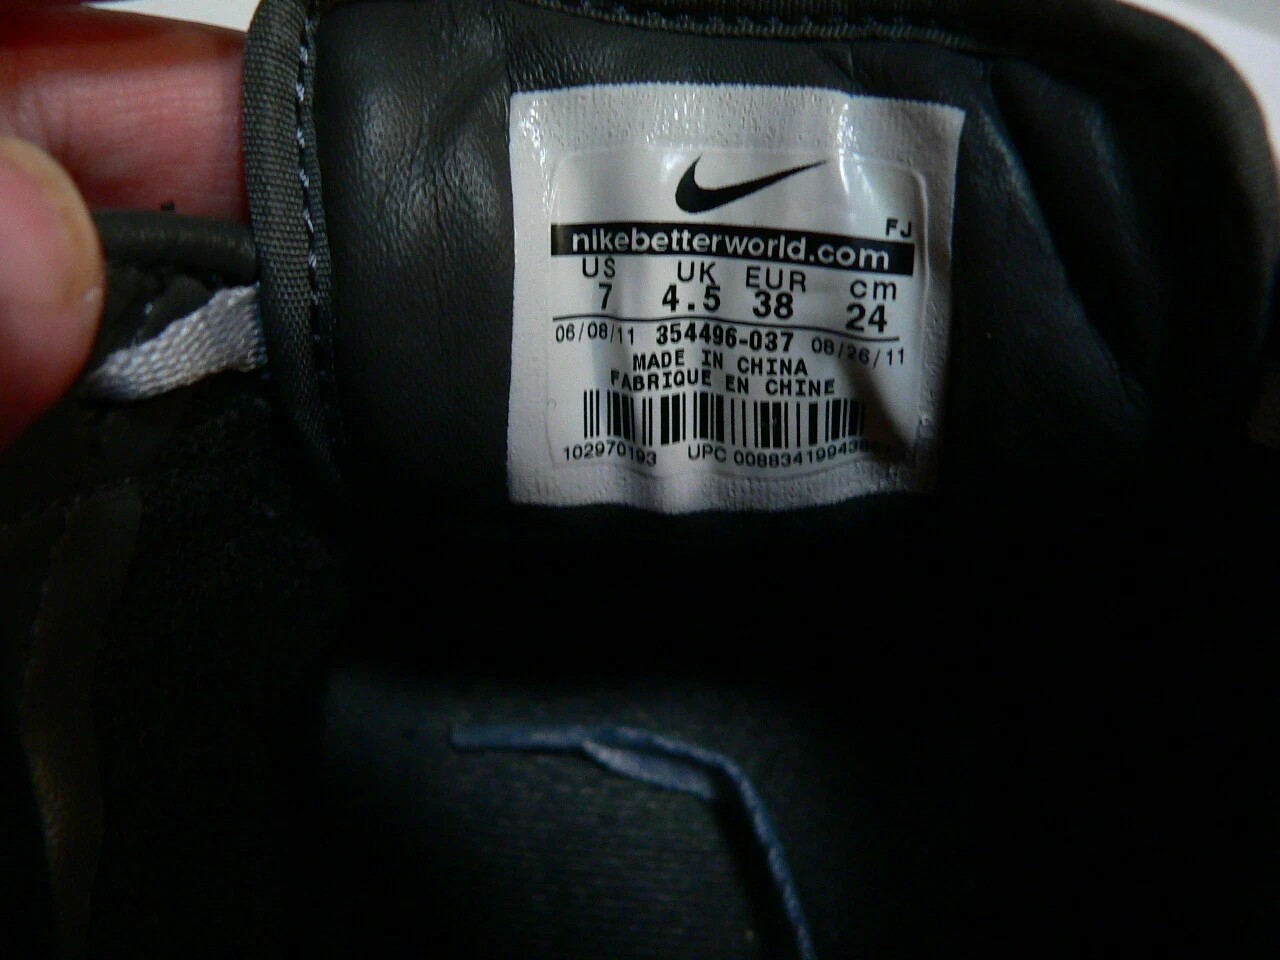 FJ
nikebetterworld.com
US UK EUR cm
7 4.5 38 24
06/08/11 354496-037 08/26/11
MADE IN CHINA
FABRIQUE EN CHINE
102970193 UPC